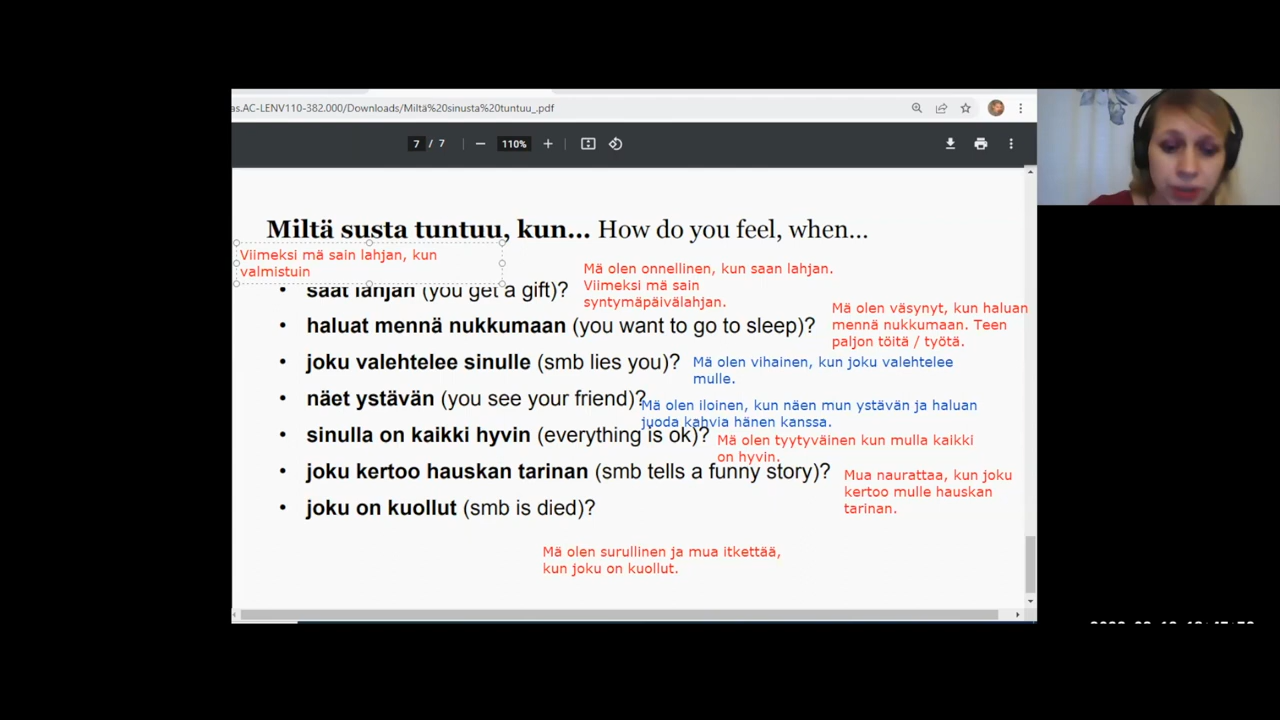 as.AC-LENV110-382.000/Downloads/Miltä%20sinusta%20tuntuu_.pdf
7 / 7
110%
Miltä susta tuntuu, kun... How do you feel, when...
Viimeksi mä sain lahjan, kun
valmistuin
saat lahjan (you get a gift)?
Mä olen onnellinen, kun saan lahjan.
Viimeksi mä sain
syntymäpäivälahjan.
haluat mennä nukkumaan (you want to go to sleep)?
Mä olen väsynyt, kun haluan
mennä nukkumaan. Teen
paljon töitä / työtä.
joku valehtelee sinulle (smb lies you)?
Mä olen vihainen, kun joku valehtelee
mulle.
näet ystävän (you see your friend)?
Mä olen iloinen, kun näen mun ystävän ja haluan
juoda kahvia hänen kanssa.
sinulla on kaikki hyvin (everything is ok)?
Mä olen tyytyväinen kun mulla kaikki
on hyvin.
joku kertoo hauskan tarinan (smb tells a funny story)?
Mua naurattaa, kun joku
kertoo mulle hauskan
tarinan.
joku on kuollut (smb is died)?
Mä olen surullinen ja mua itkettää,
kun joku on kuollut.